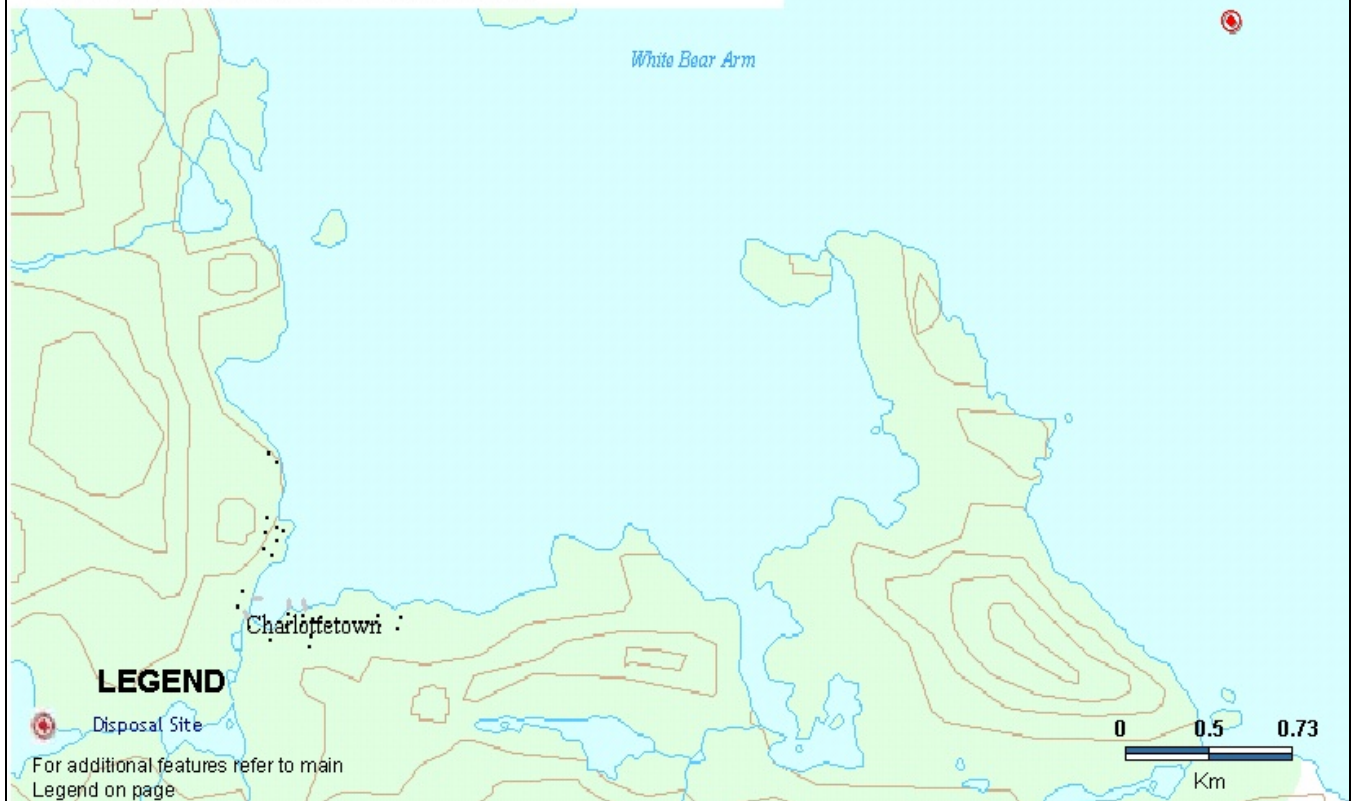 White Bear Arm
Charlottetown
LEGEND
Disposal Site
For additional features refer to main
Legend on page
0 0.5 0.73
Km